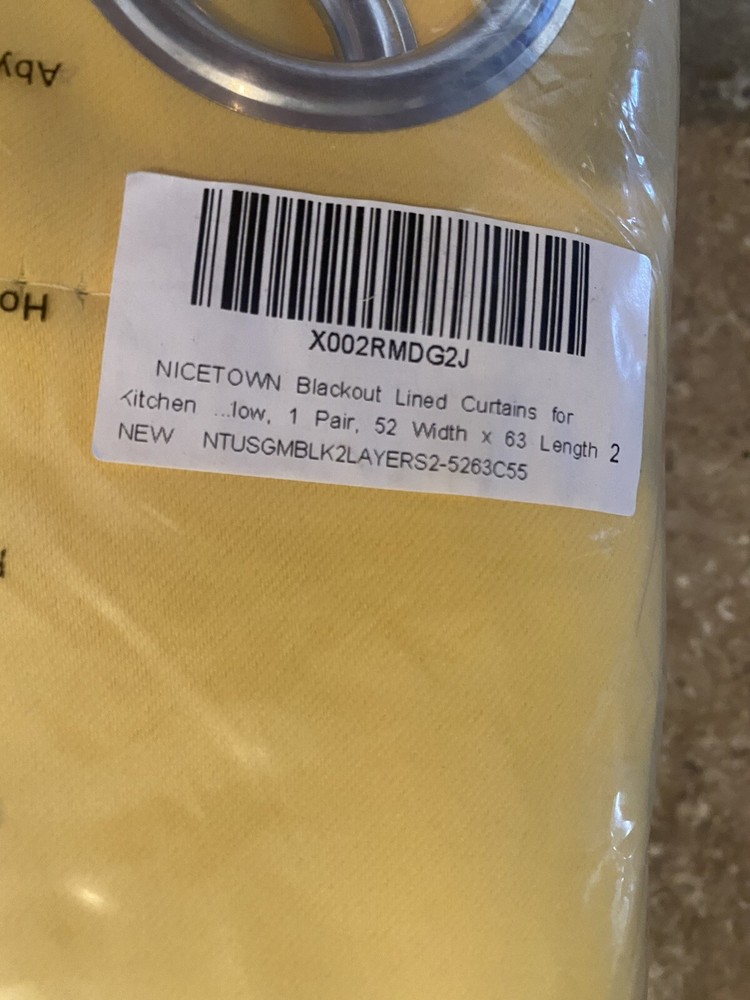 X002RMDG2J
NICETOWN Blackout Lined Curtains for
Kitchen ...low, 1 Pair, 52 Width x 63 Length 2
NEW NTUSGMBLK2LAYERS2-5263C55